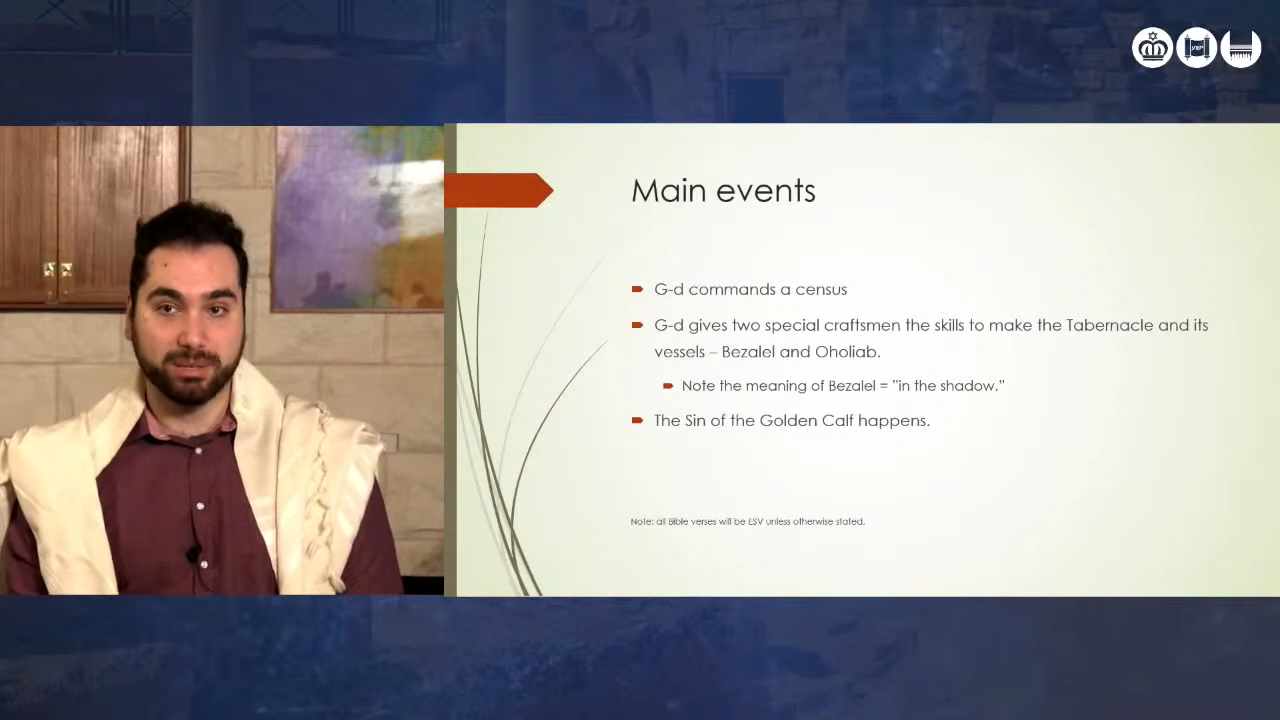 Main events
G-d commands a census
G-d gives two special craftsmen the skills to make the Tabernacle and its
vessels – Bezalel and Oholiab.
Note the meaning of Bezalel = "in the shadow."
The Sin of the Golden Calf happens.
Note: all Bible verses will be ESV unless otherwise stated.